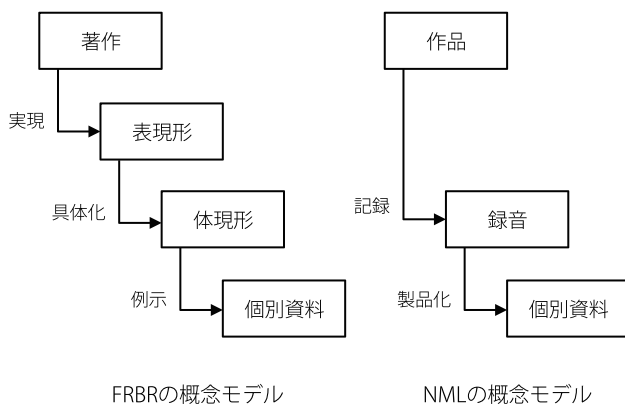 著作
実現
表現形
具体化
体現形
例示
個別資料
FRBRの概念モデル
作品
記録
録音
製品化
個別資料
NMLの概念モデル